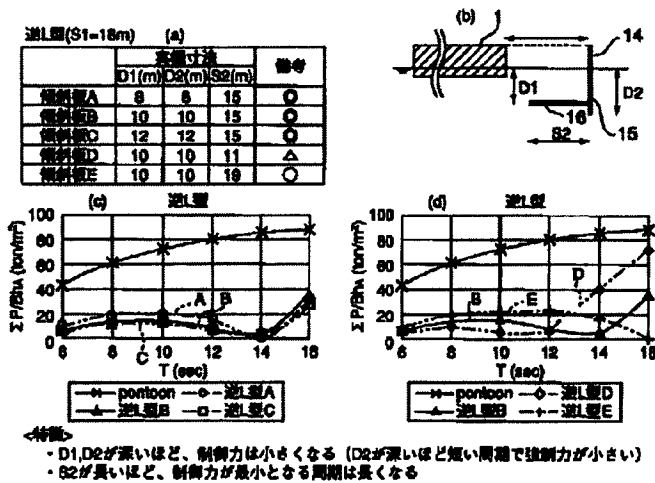 逆L型(S1=18m) (a)
実機寸法 備考
D1(m) D2(m) S2(m)
傾斜板A 8 8 15 ◎
傾斜板B 10 10 15 ◎
傾斜板C 12 12 15 ◎
傾斜板D 10 10 11 △
傾斜板E 10 10 19 ○
(b)
1
14
D1
D2
16
S2
15
(c) 逆L型
ΣP/BhA (ton/m²)
100
80
60
40
20
0
A
B
C
6 8 10 12 14 16
T (sec)
pontoon 逆L型A
逆L型B 逆L型C
(d) 逆L型
ΣP/BhA (ton/m²)
100
80
60
40
20
0
B
E
D
6 8 10 12 14 16
T (sec)
pontoon 逆L型D
逆L型B 逆L型E
<特徴>
・D1,D2が深いほど、制御力は小さくなる(D2が深いほど短い周期で強制力が小さい)
・S2が長いほど、制御力が最小となる周期は長くなる